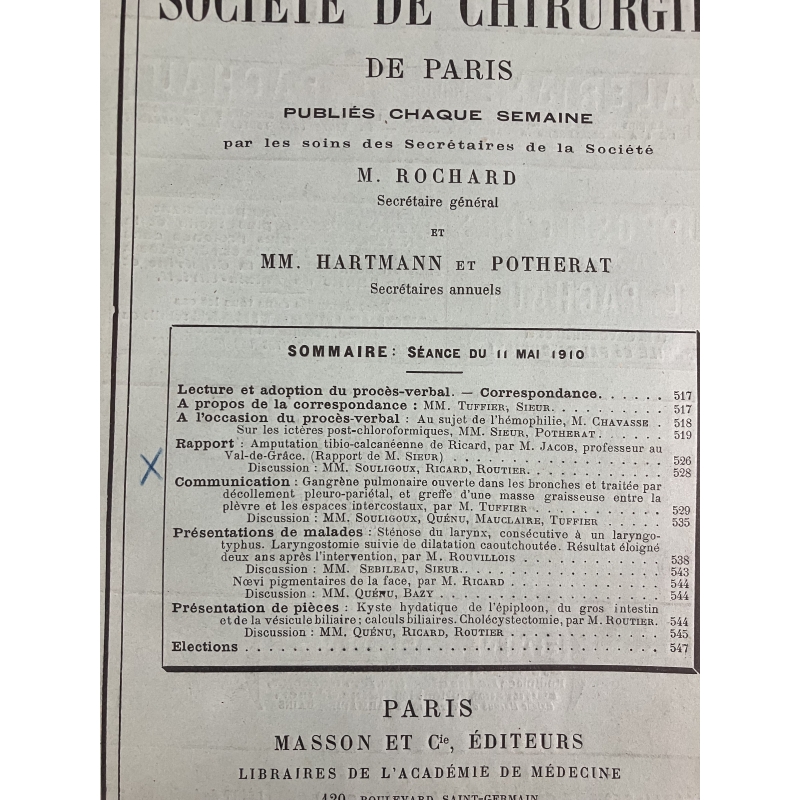 SOCIÉTÉ DE CHIRURGIE
DE PARIS
PUBLIÉS CHAQUE SEMAINE
par les soins des Secrétaires de la Société
M. ROCHARD
Secrétaire général
ET
MM. HARTMANN ET POTHERAT
Secrétaires annuels
SOMMAIRE: SÉANCE DU 11 MAI 1910
Lecture et adoption du procès-verbal. — Correspondance. . . . . . 517
A propos de la correspondance : MM. TUFFIER, SIEUR. . . . . . . . . . 517
A l'occasion du procès-verbal : Au sujet de l'hémophilie, M. CHAVASSE . 518
Sur les ictères post-chloroformiques, MM. SIEUR, POTHERAT . . . . . . 519
Rapport : Amputation tibio-calcanéenne de Ricard, par M. JACOB, professeur au
Val-de-Grâce. (Rapport de M. SIEUR) . . . . . . . . . . . . . . . . . 526
Discussion : MM. SOULIGOUX, RICARD, ROUTIER. . . . . . . . . . . . 528
Communication : Gangrène pulmonaire ouverte dans les bronches et traitée par
décollement pleuro-pariétal, et greffe d'une masse graisseuse entre la
plèvre et les espaces intercostaux, par M. TUFFIER . . . . . . . . . . . 529
Discussion : MM. SOULIGOUX, QUÉNU, MAUCLAIRE, TUFFIER . . . . . 535
Présentations de malades : Sténose du larynx, consécutive à un laryngo-
typhus. Laryngostomie suivie de dilatation caoutchoutée. Résultat éloigné
deux ans après l'intervention, par M. ROUVILLOIS . . . . . . . . . . . . 538
Discussion : MM. SEBILEAU, SIEUR. . . . . . . . . . . . . . . . . . 543
Nœvi pigmentaires de la face, par M. RICARD . . . . . . . . . . . . . 544
Discussion : MM. QUÉNU, BAZY . . . . . . . . . . . . . . . . . . . . 544
Présentation de pièces : Kyste hydatique de l'épiploon, du gros intestin
et de la vésicule biliaire ; calculs biliaires. Cholécystectomie, par M. ROUTIER. 544
Discussion : MM. QUÉNU, RICARD, ROUTIER . . . . . . . . . . . . . . 545
Elections . . . . . . . . . . . . . . . . . . . . . . . . . . . . . . 547
PARIS
MASSON ET Cie, ÉDITEURS
LIBRAIRES DE L'ACADÉMIE DE MÉDECINE
120, BOULEVARD SAINT-GERMAIN